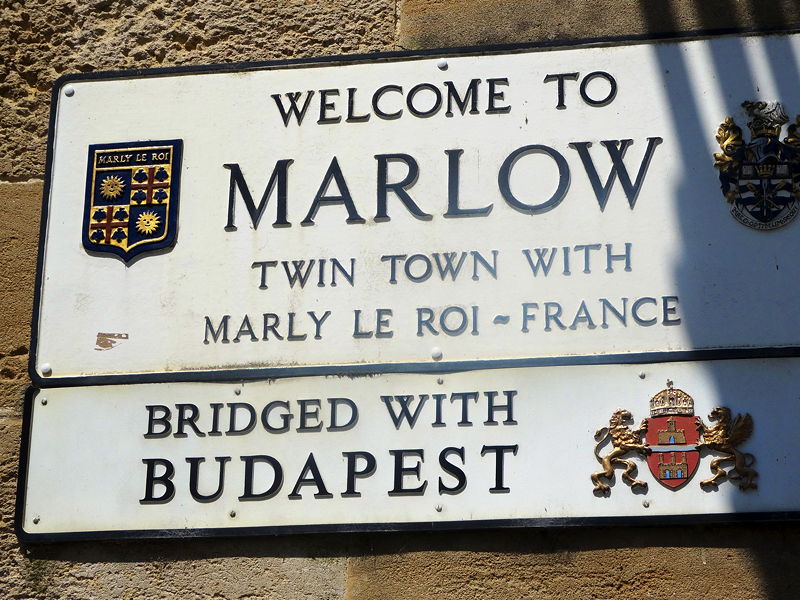 WELCOME TO
MARLY LE ROI
MARLOW
TWIN TOWN WITH
MARLY LE ROI ~ FRANCE
BRIDGED WITH
BUDAPEST